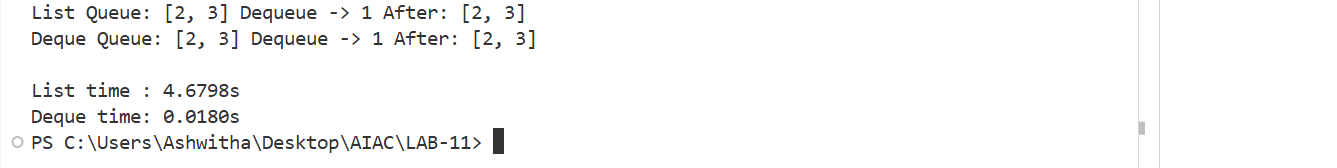 List Queue: [2, 3] Dequeue -> 1 After: [2, 3]
Deque Queue: [2, 3] Dequeue -> 1 After: [2, 3]
List time : 4.6798s
Deque time: 0.0180s
PS C:\Users\Ashwitha\Desktop\AIAC\LAB-11>